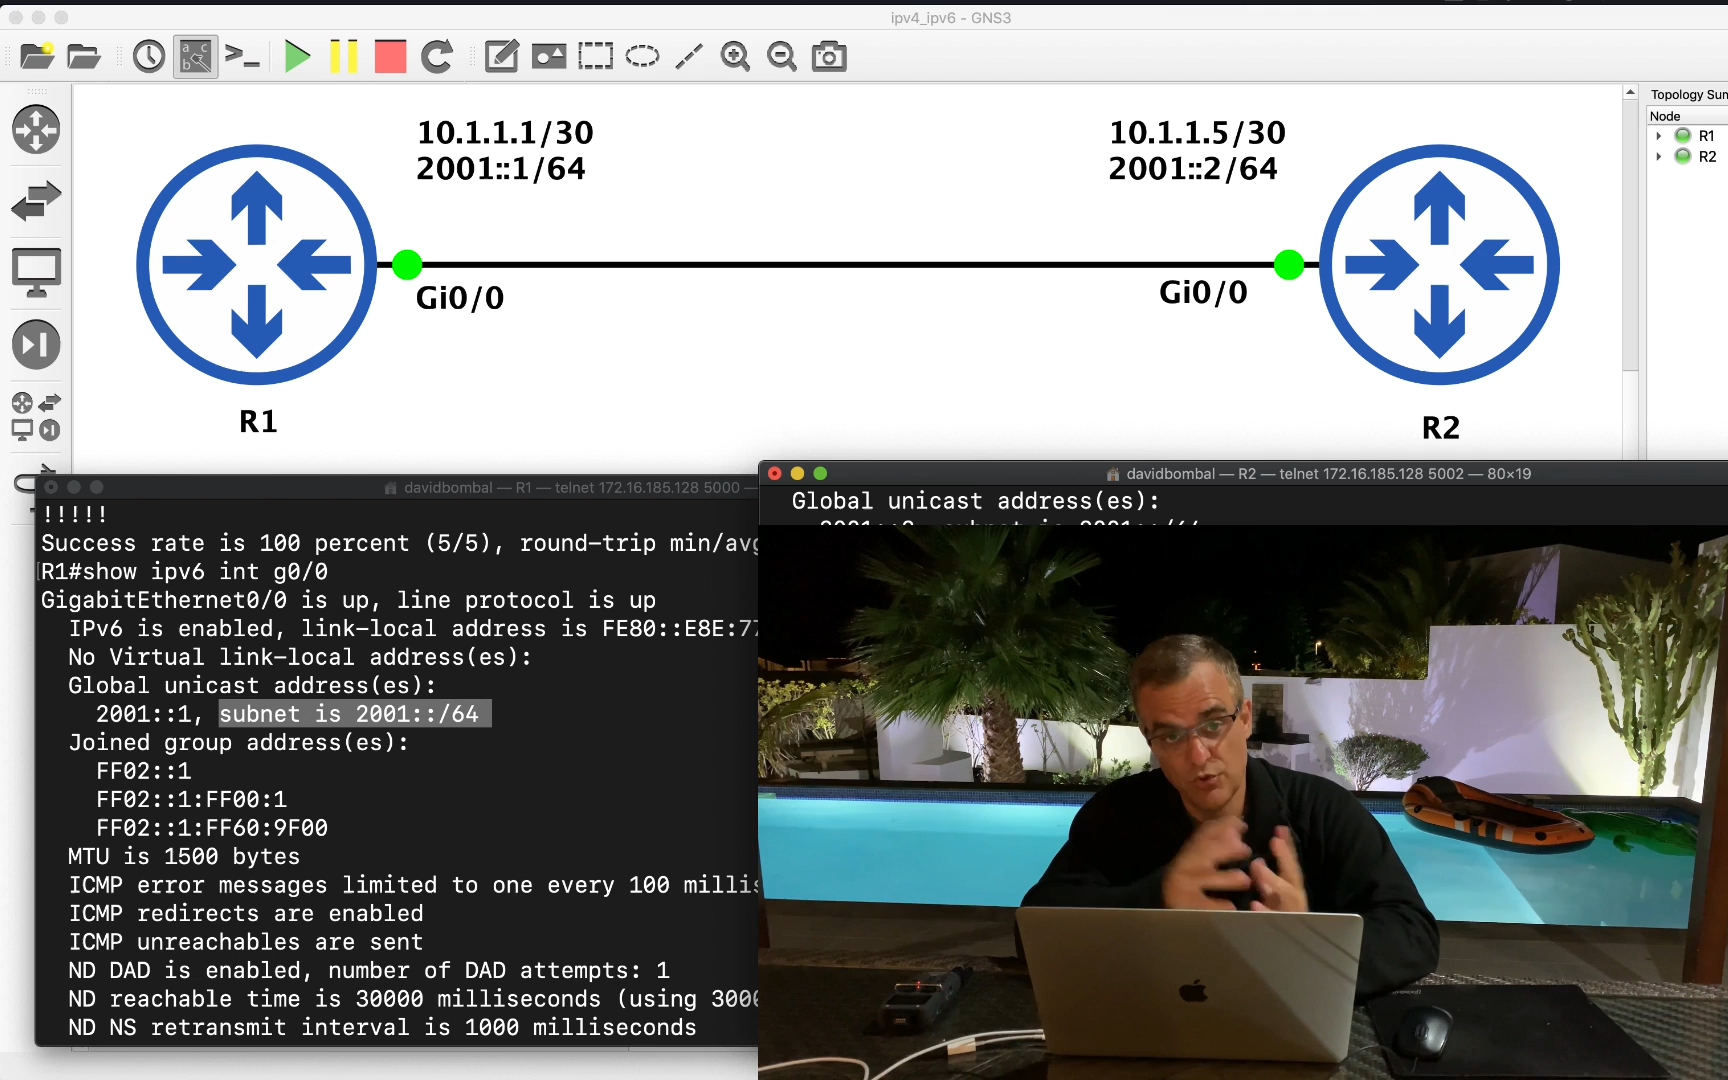 ipv4_ipv6 - GNS3
Topology Sum
Node
R1
R2
10.1.1.1/30
2001::1/64
10.1.1.5/30
2001::2/64
Gi0/0
Gi0/0
R1
R2
davidbombal — R1 — telnet 172.16.185.128 5000 —
!!!!!
Success rate is 100 percent (5/5), round-trip min/avg
R1#show ipv6 int g0/0
GigabitEthernet0/0 is up, line protocol is up
IPv6 is enabled, link-local address is FE80::E8E:77
No Virtual link-local address(es):
Global unicast address(es):
2001::1, subnet is 2001::/64
Joined group address(es):
FF02::1
FF02::1:FF00:1
FF02::1:FF60:9F00
MTU is 1500 bytes
ICMP error messages limited to one every 100 millis
ICMP redirects are enabled
ICMP unreachables are sent
ND DAD is enabled, number of DAD attempts: 1
ND reachable time is 30000 milliseconds (using 3000
ND NS retransmit interval is 1000 milliseconds
davidbombal — R2 — telnet 172.16.185.128 5002 — 80×19
Global unicast address(es):